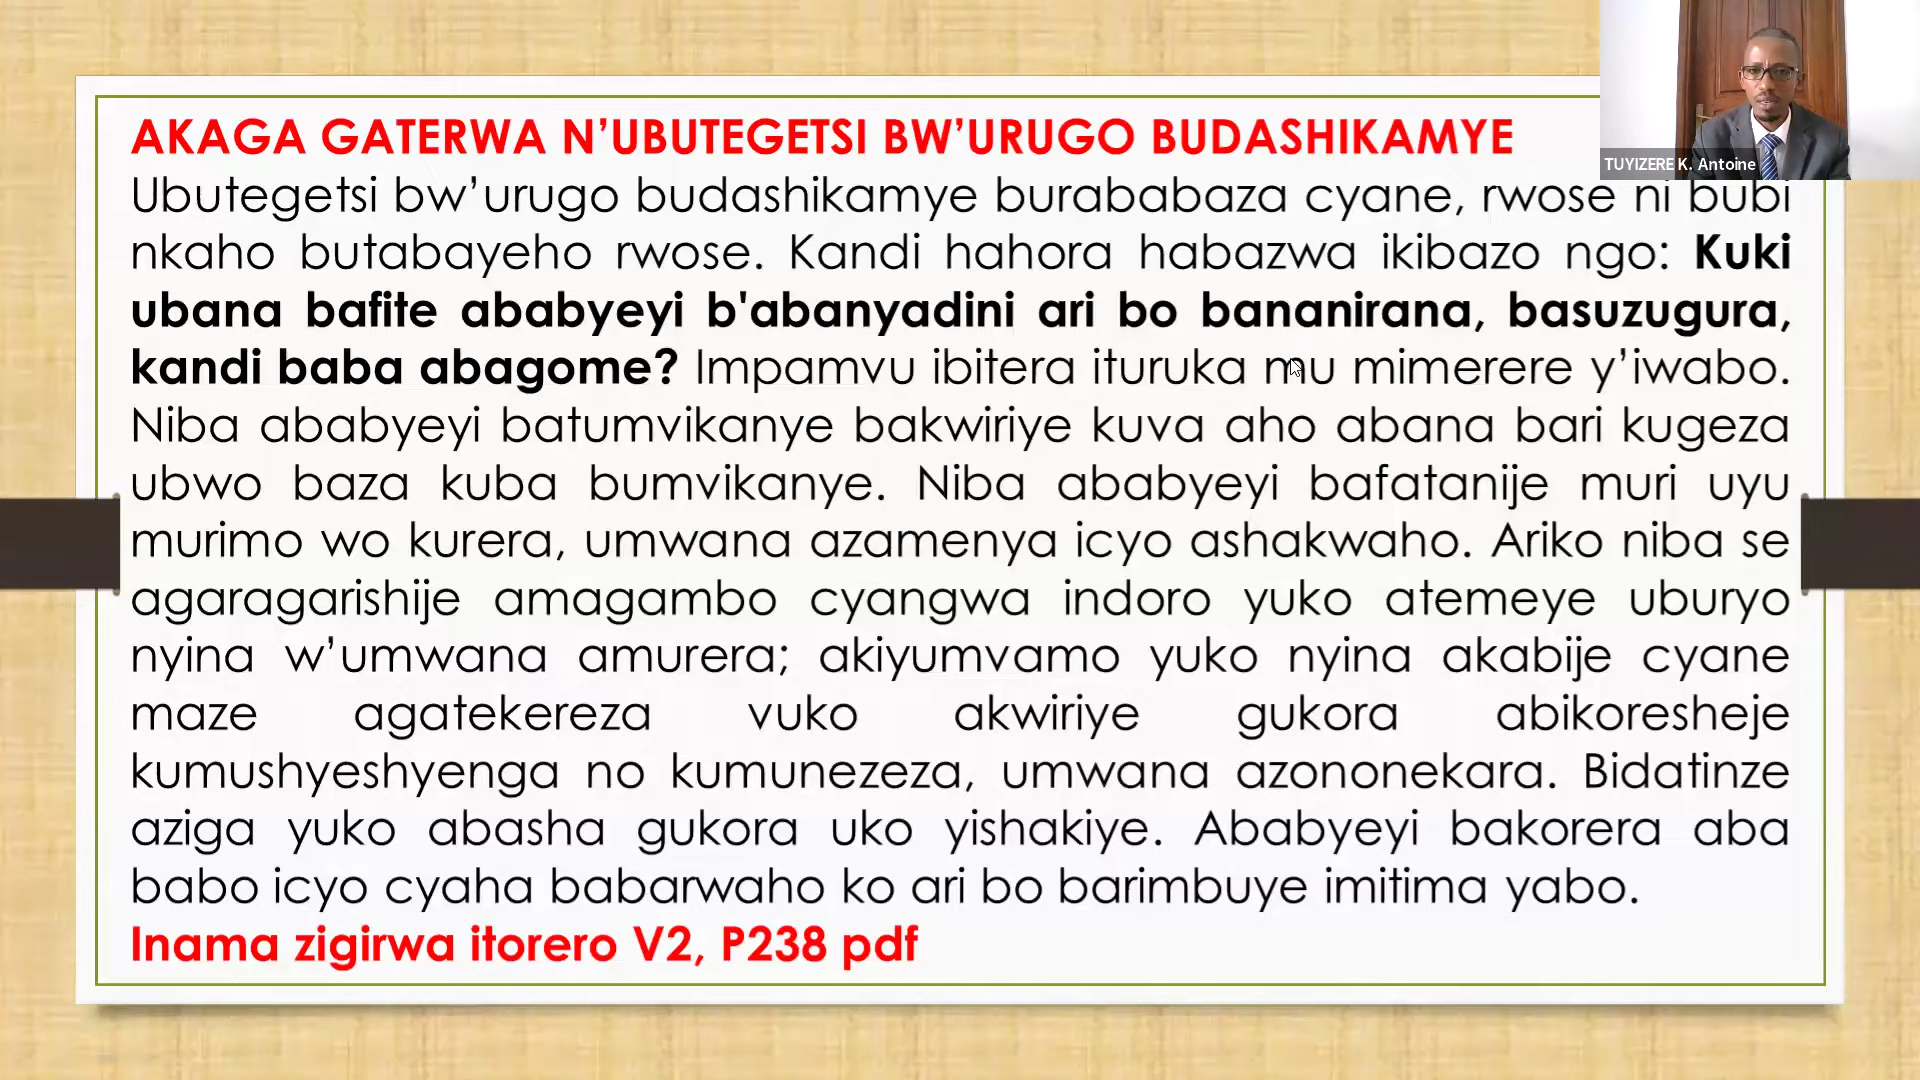 AKAGA GATERWA N’UBUTEGETSI BW’URUGO BUDASHIKAMYE
TUYIZERE K. Antoine
Ubutegetsi bw’urugo budashikamye burababaza cyane, rwose ni bubi
nkaho butabayeho rwose. Kandi hahora habazwa ikibazo ngo: Kuki
ubana bafite ababyeyi b'abanyadini ari bo bananirana, basuzugura,
kandi baba abagome? Impamvu ibitera ituruka mu mimerere y’iwabo.
Niba ababyeyi batumvikanye bakwiriye kuva aho abana bari kugeza
ubwo baza kuba bumvikanye. Niba ababyeyi bafatanije muri uyu
murimo wo kurera, umwana azamenya icyo ashakwaho. Ariko niba se
agaragarishije amagambo cyangwa indoro yuko atemeye uburyo
nyina w’umwana amurera; akiyumvamo yuko nyina akabije cyane
maze agatekereza vuko akwiriye gukora abikoresheje
kumushyeshyenga no kumunezeza, umwana azononekara. Bidatinze
aziga yuko abasha gukora uko yishakiye. Ababyeyi bakorera aba
babo icyo cyaha babarwaho ko ari bo barimbuye imitima yabo.
Inama zigirwa itorero V2, P238 pdf